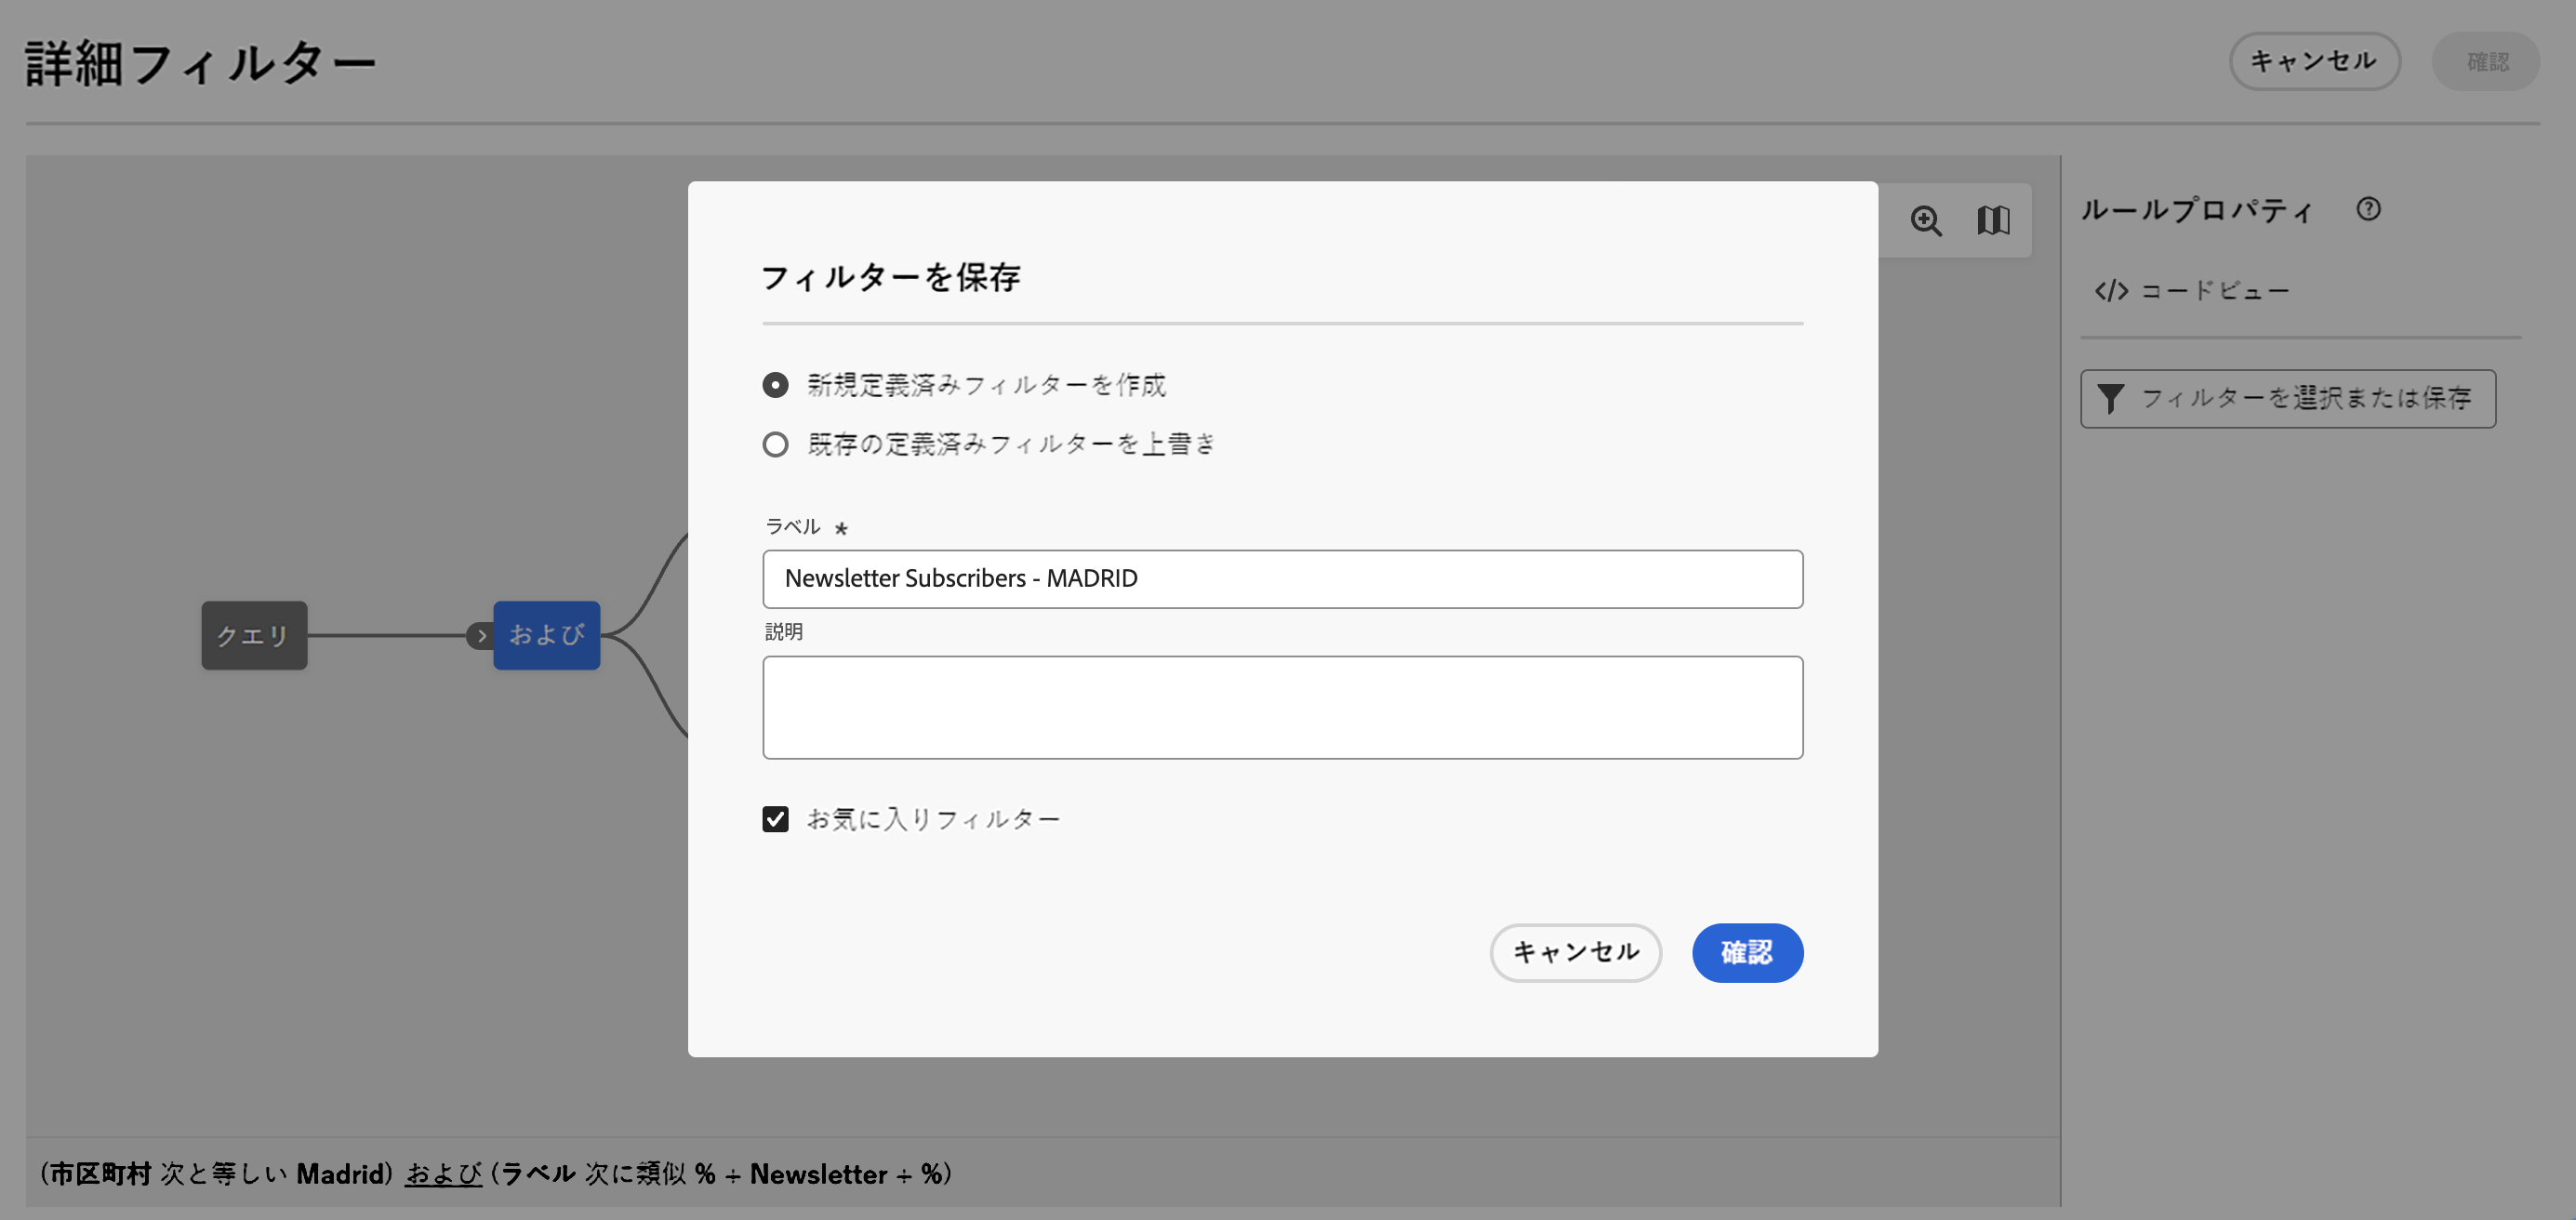 詳細フィルター
キャンセル
確認
ルールプロパティ
コードビュー
フィルターを選択または保存
フィルターを保存
新規定義済みフィルターを作成
既存の定義済みフィルターを上書き
ラベル *
Newsletter Subscribers - MADRID
説明
お気に入りフィルター
キャンセル
確認
クエリ
および
(市区町村 次と等しい Madrid) および (ラベル 次に類似 % + Newsletter + %)